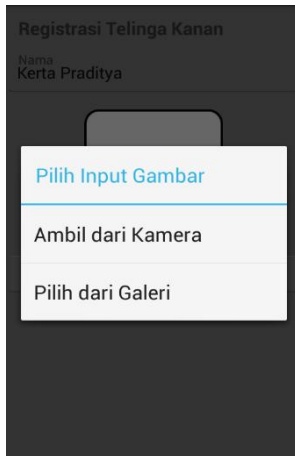 Registrasi Telinga Kanan
Nama
Kerta Praditya
Pilih Input Gambar
Ambil dari Kamera
Pilih dari Galeri